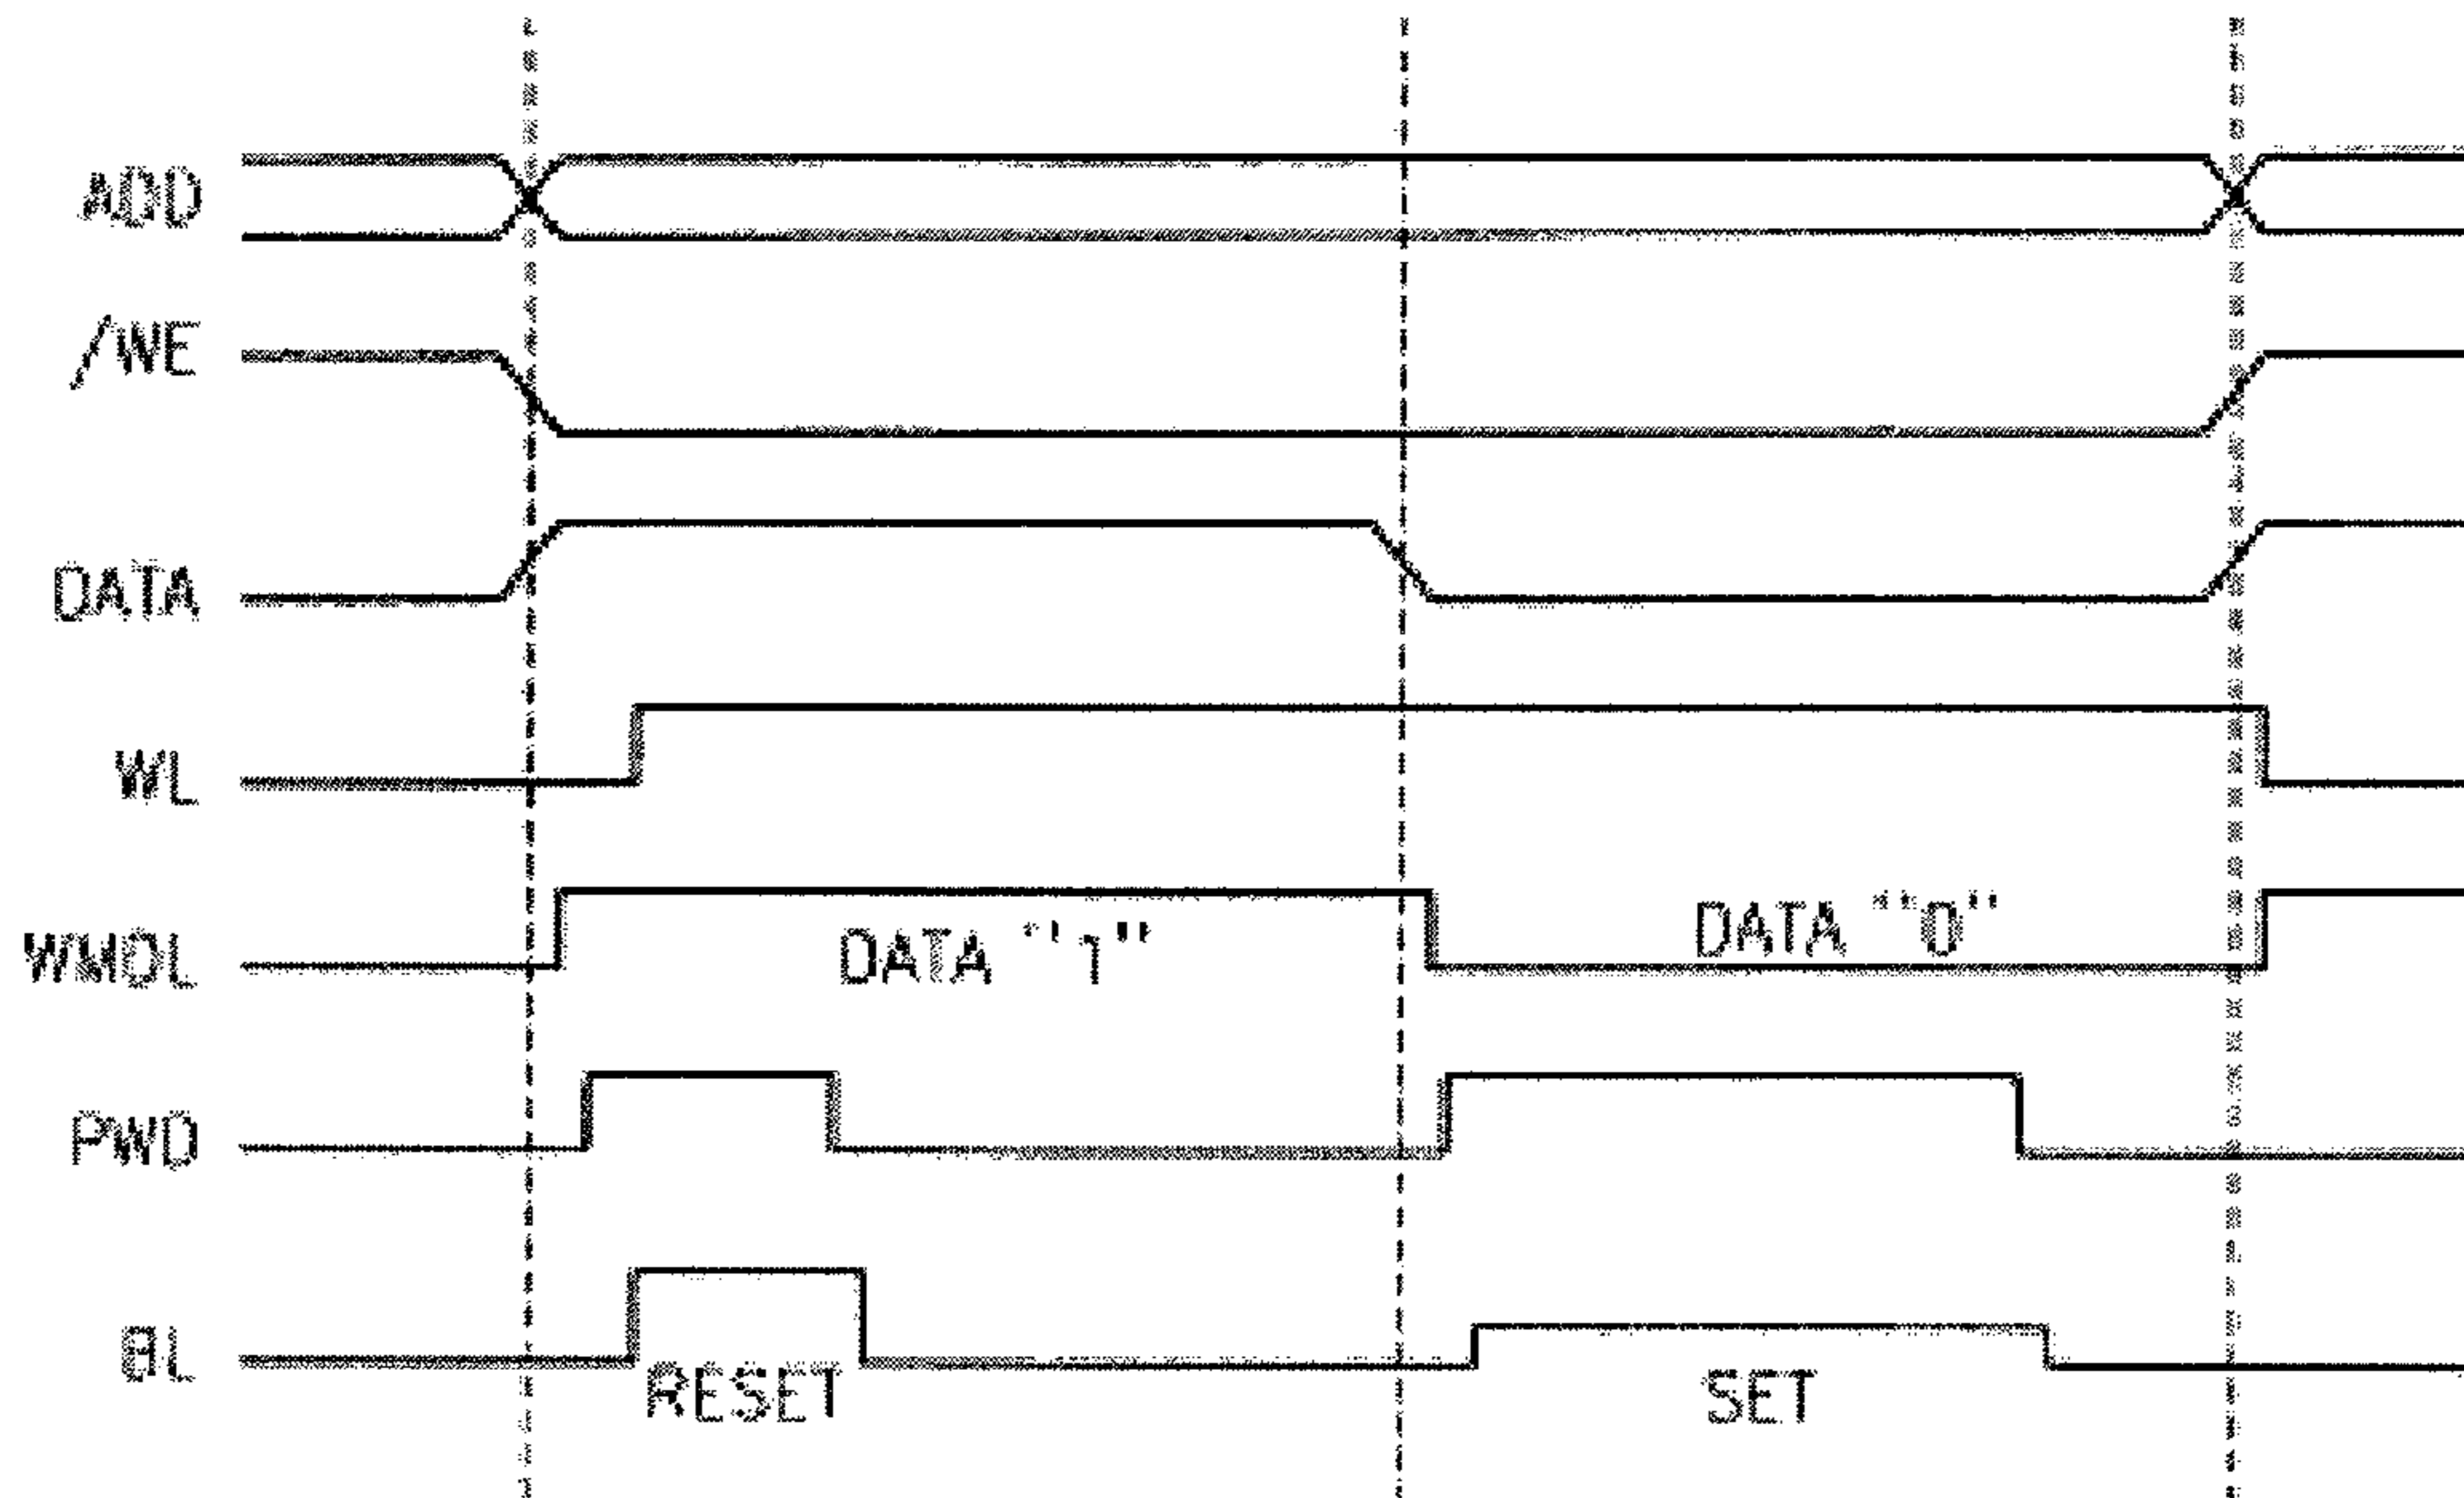 ADD
/WE
DATA
WL
WMDL
DATA "1"
DATA "0"
PWD
BL
RESET
SET